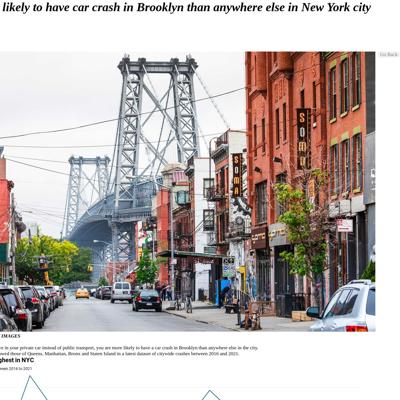 likely to have car crash in Brooklyn than anywhere else in New York city
Go Back
SOMA
SOMA
IMAGES
in your private car instead of public transport, you are more likely to have a car crash in Brooklyn than anywhere else in the city.
those of Queens, Manhattan, Bronx and Staten Island in a latest dataset of citywide crashes between 2016 and 2021.
ghest in NYC
2016 to 2021